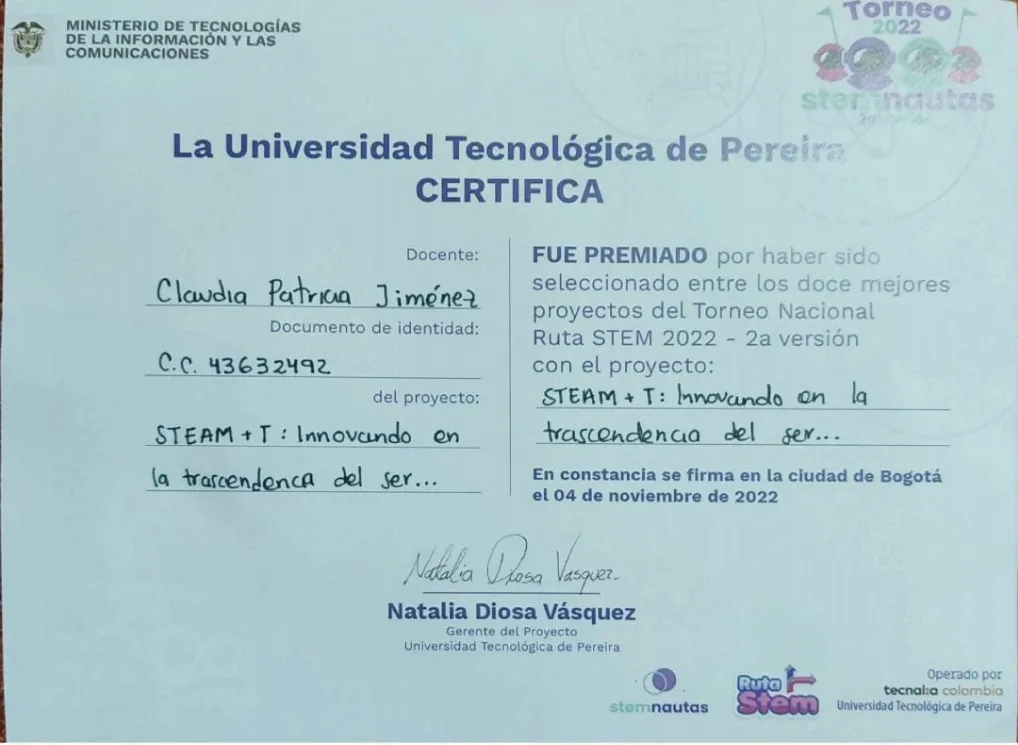 MINISTERIO DE TECNOLOGÍAS
DE LA INFORMACIÓN Y LAS
COMUNICACIONES
Torneo
2022
stemnautas
La Universidad Tecnológica de Pereira
CERTIFICA
Docente:
Claudia Patricia Jiménez
Documento de identidad:
C.C. 43632492
del proyecto:
STEAM + T : Innovando en
la trascendenca del ser...
FUE PREMIADO por haber sido
seleccionado entre los doce mejores
proyectos del Torneo Nacional
Ruta STEM 2022 - 2a versión
con el proyecto:
STEAM + T: Innovando en la
trascendencia del ser...
En constancia se firma en la ciudad de Bogotá
el 04 de noviembre de 2022
Natalia Diosa Vasquez.
Natalia Diosa Vásquez
Gerente del Proyecto
Universidad Tecnológica de Pereira
stemnautas
Ruta
Stem
Operado por
tecnal:a colombia
Universidad Tecnológica de Pereira